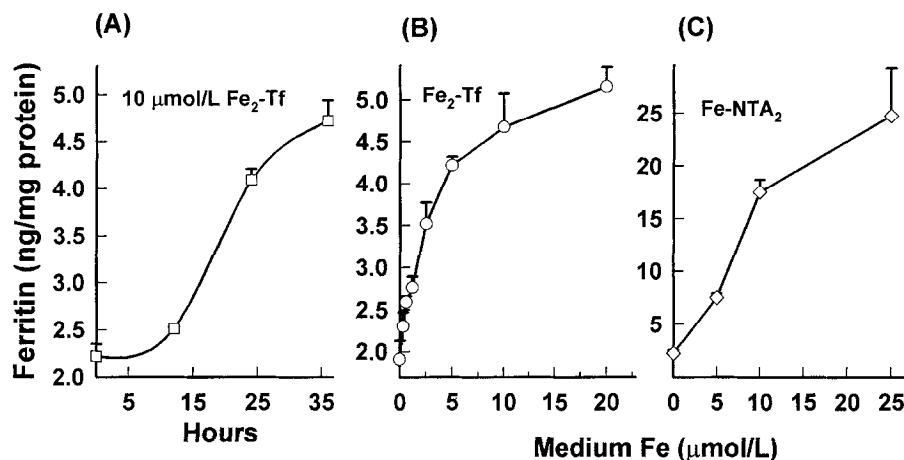 (A)
(B)
(C)
Ferritin (ng/mg protein)
10 μmol/L Fe₂-Tf
5.0
4.5
4.0
3.5
3.0
2.5
2.0
5 15 25 35
Hours
Fe₂-Tf
5.0
4.5
4.0
3.5
3.0
2.5
2.0
0 5 10 15 20
Fe-NTA₂
25
20
15
10
5
0 5 10 15 20 25
Medium Fe (μmol/L)